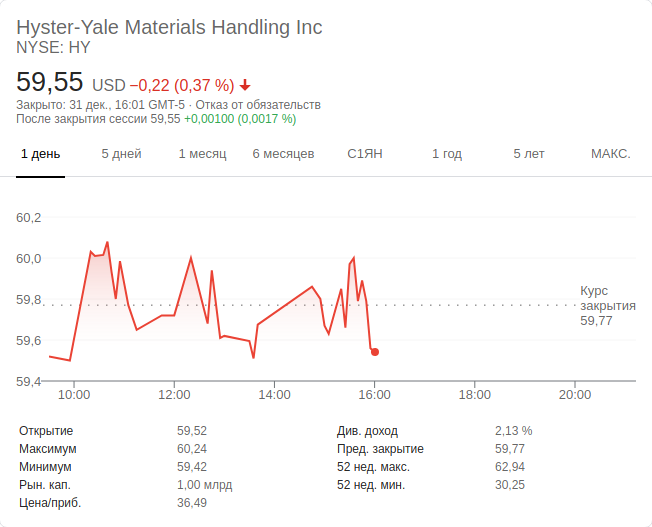 Hyster-Yale Materials Handling Inc
NYSE: HY
59,55 USD −0,22 (0,37 %)
Закрыто: 31 дек., 16:01 GMT-5 · Отказ от обязательств
После закрытия сессии 59,55 +0,00100 (0,0017 %)
1 день 5 дней 1 месяц 6 месяцев С1ЯН 1 год 5 лет МАКС.
60,2
60,0
59,8
59,6
59,4
Курс
закрытия
59,77
10:00 12:00 14:00 16:00 18:00 20:00
Открытие 59,52 Див. доход 2,13 %
Максимум 60,24 Пред. закрытие 59,77
Минимум 59,42 52 нед. макс. 62,94
Рын. кап. 1,00 млрд 52 нед. мин. 30,25
Цена/приб. 36,49